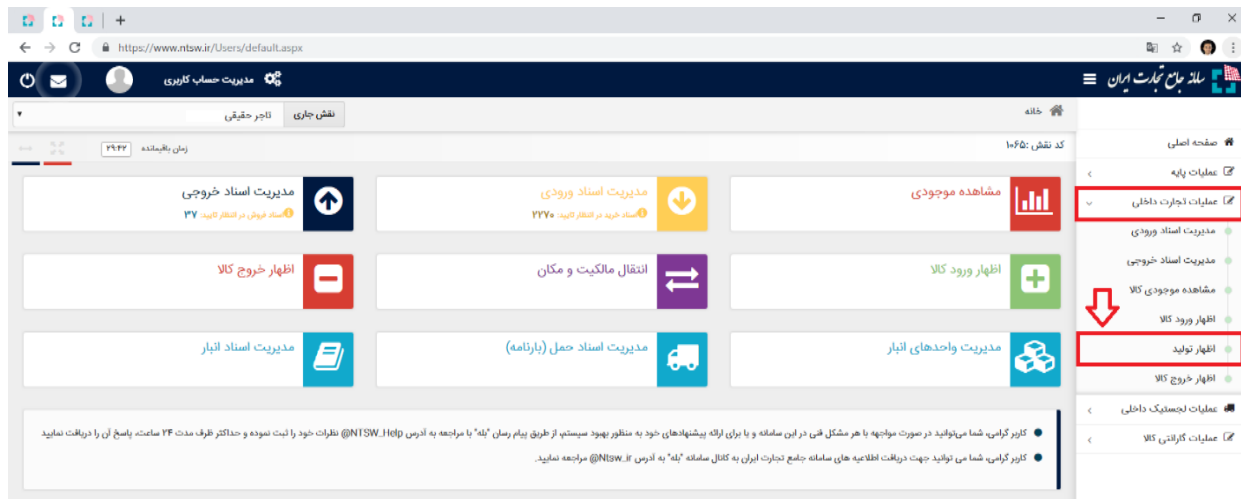 https://www.ntsw.ir/Users/default.aspx
سامانه جامع تجارت ایران
مدیریت حساب کاربری
خانه
نقش جاری
تاجر حقیقی
کد نقش :۱۰۶۵
زمان باقیمانده
۲۹:۴۲
صفحه اصلی
عملیات پایه
عملیات تجارت داخلی
مدیریت اسناد ورودی
مدیریت اسناد خروجی
مشاهده موجودی کالا
اظهار ورود کالا
اظهار تولید
اظهار خروج کالا
عملیات لجستیک داخلی
عملیات گارانتی کالا
مشاهده موجودی
مدیریت اسناد ورودی
اسناد خرید در انتظار تایید: ۲۲۷۰
مدیریت اسناد خروجی
اسناد فروش در انتظار تایید: ۳۷
اظهار ورود کالا
انتقال مالکیت و مکان
اظهار خروج کالا
مدیریت واحدهای انبار
مدیریت اسناد حمل (بارنامه)
مدیریت اسناد انبار
کاربر گرامی، شما می‌توانید در صورت مواجهه با هر مشکل فنی در این سامانه و یا برای ارائه پیشنهادهای خود به منظور بهبود سیستم، از طریق پیام رسان "بله" با مراجعه به آدرس NTSW_Help@ نظرات خود را ثبت نموده و حداکثر ظرف مدت ۲۴ ساعت، پاسخ آن را دریافت نمایید
کاربر گرامی، شما می توانید جهت دریافت اطلاعیه های سامانه جامع تجارت ایران به کانال سامانه "بله" به آدرس Ntsw_ir@ مراجعه نمایید.